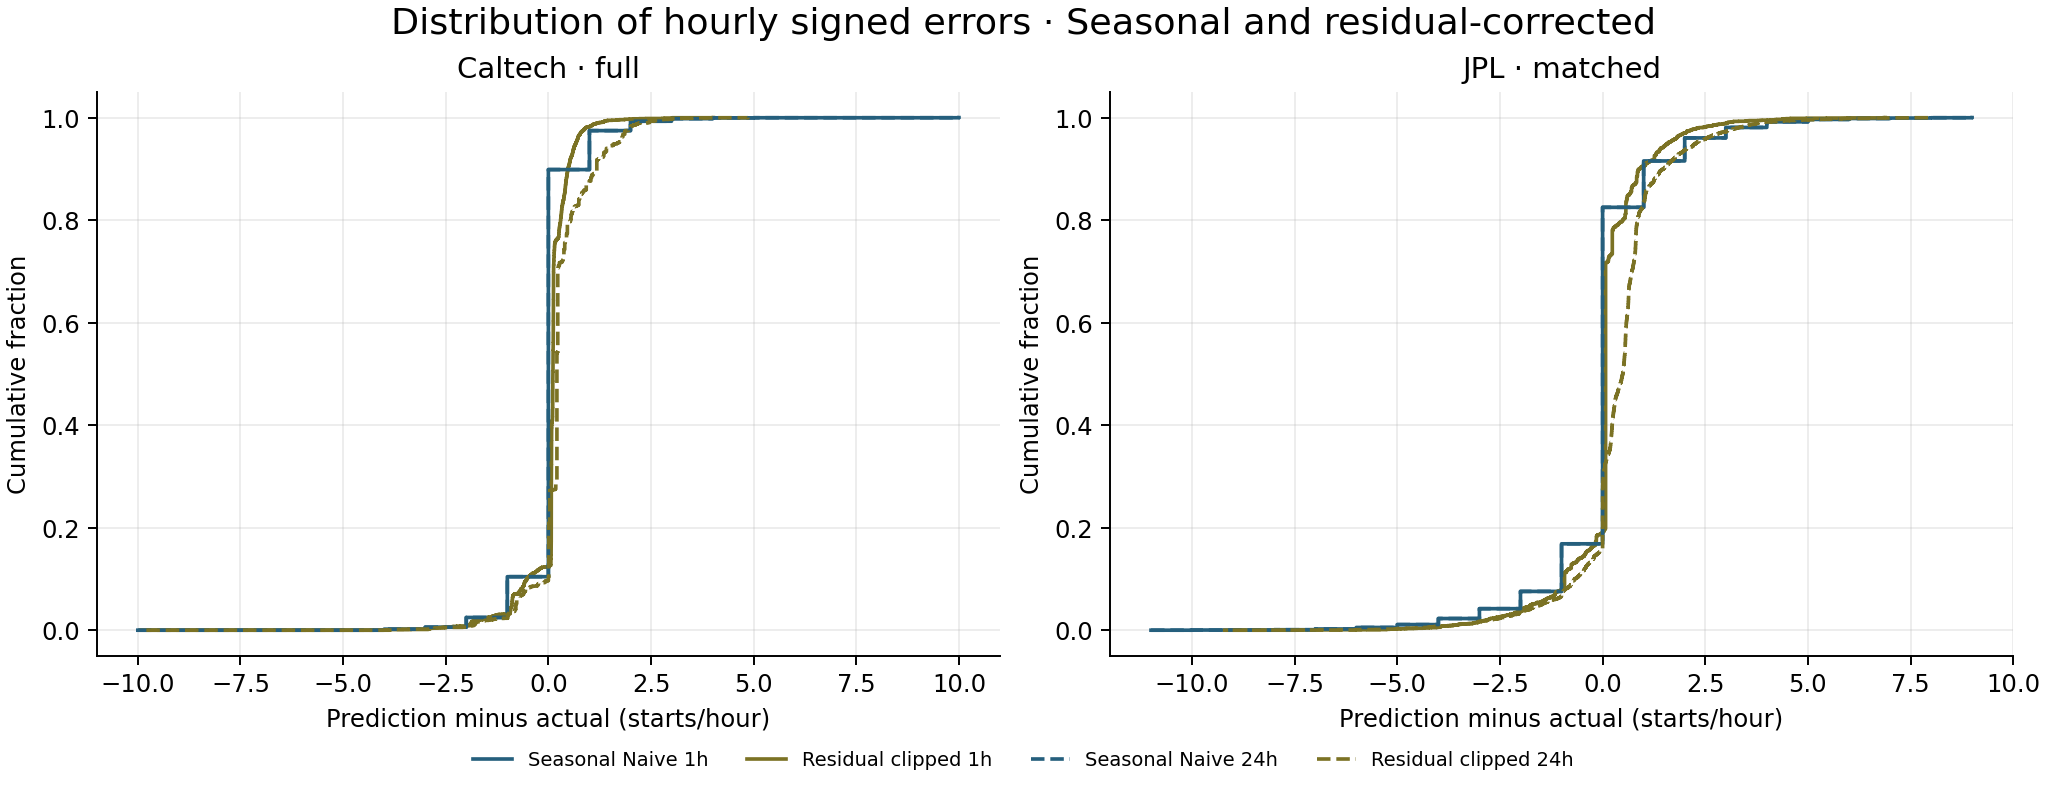 Distribution of hourly signed errors · Seasonal and residual-corrected
Caltech · full
JPL · matched
Cumulative fraction
1.0
0.8
0.6
0.4
0.2
0.0
−10.0 −7.5 −5.0 −2.5 0.0 2.5 5.0 7.5 10.0
Prediction minus actual (starts/hour)
Cumulative fraction
1.0
0.8
0.6
0.4
0.2
0.0
−10.0 −7.5 −5.0 −2.5 0.0 2.5 5.0 7.5 10.0
Prediction minus actual (starts/hour)
Seasonal Naive 1h Residual clipped 1h Seasonal Naive 24h Residual clipped 24h